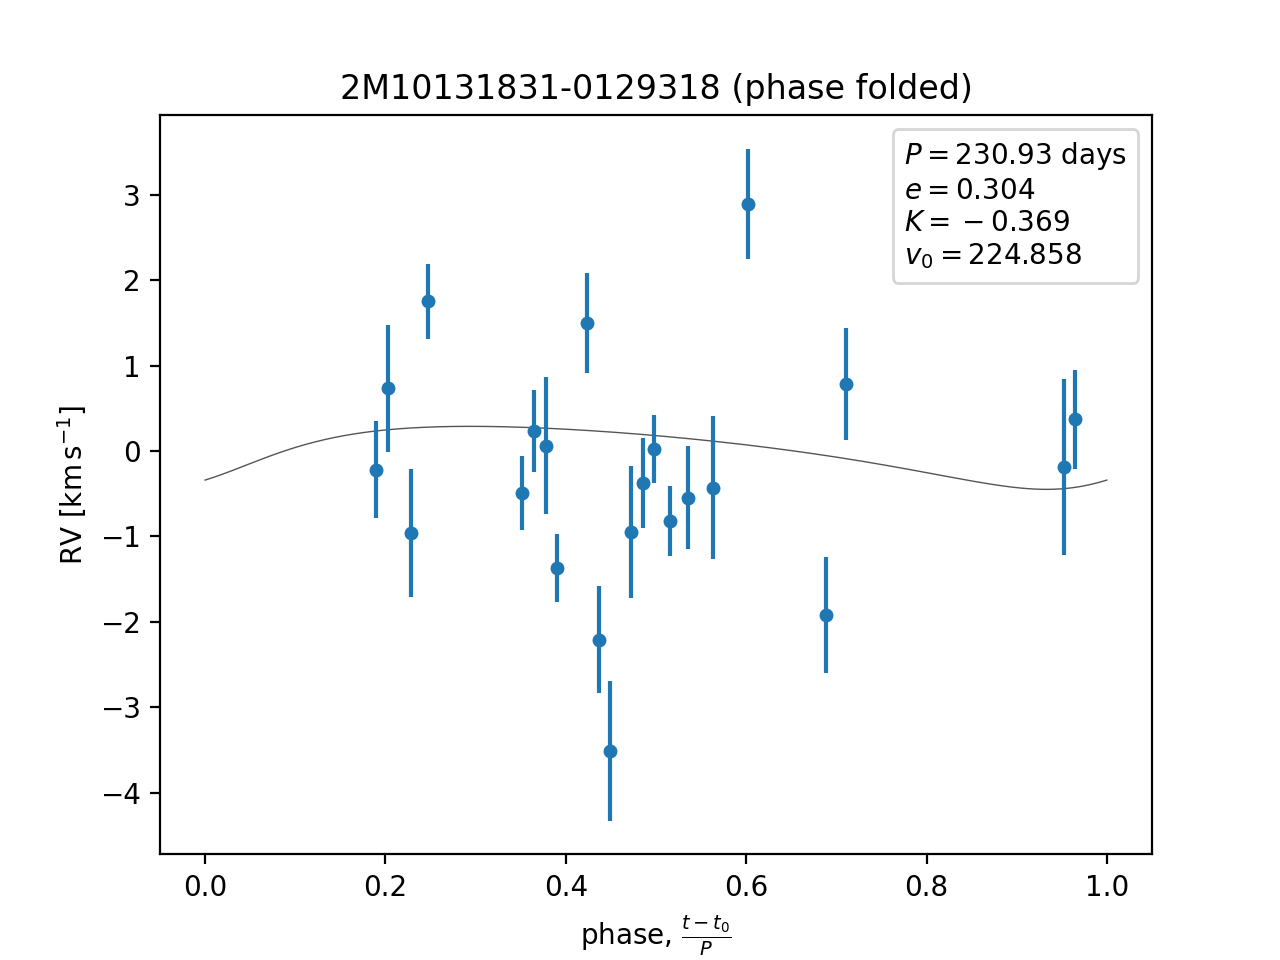 2M10131831-0129318 (phase folded)
P = 230.93 days
e = 0.304
K = −0.369
v₀ = 224.858
RV [km s⁻¹]
3
2
1
0
−1
−2
−3
−4
0.0 0.2 0.4 0.6 0.8 1.0
phase, (t − t₀)/P